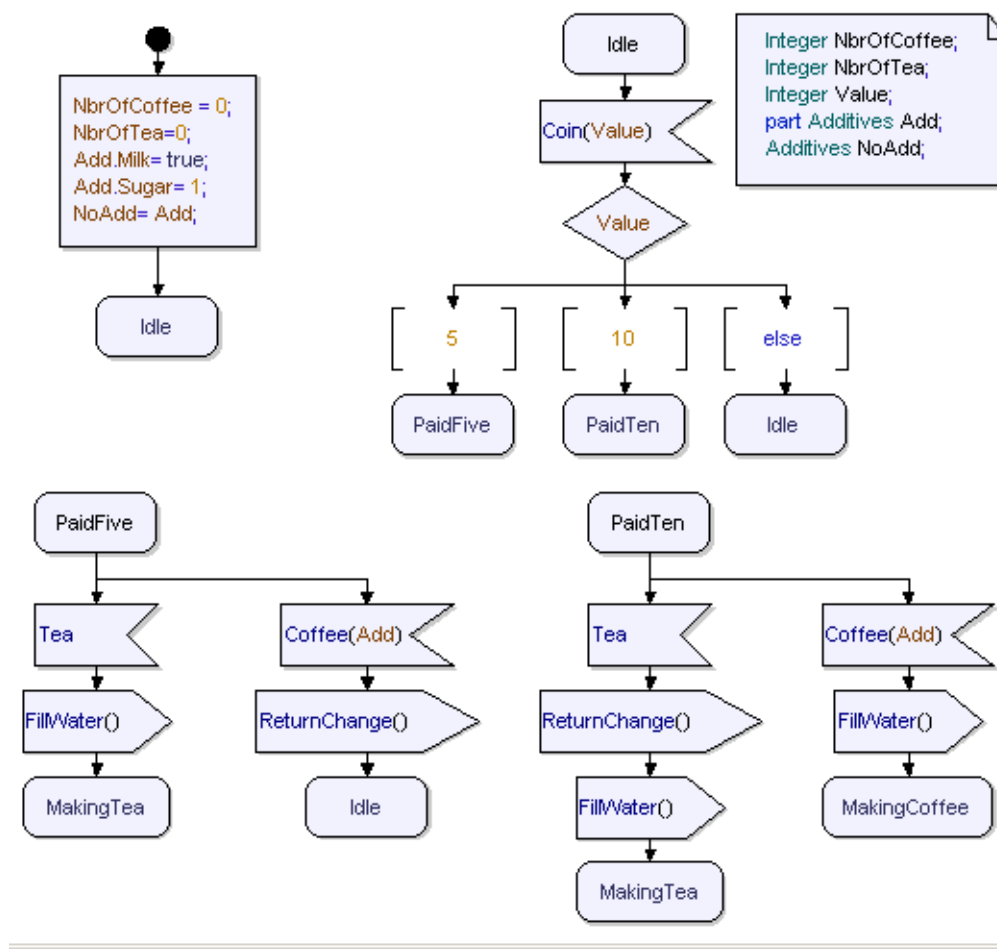 NbrOfCoffee = 0;
NbrOfTea=0;
Add.Milk= true;
Add.Sugar= 1;
NoAdd= Add;
Idle
Idle
Coin(Value)
Value
5
10
else
PaidFive
PaidTen
Idle
Integer NbrOfCoffee;
Integer NbrOfTea;
Integer Value;
part Additives Add;
Additives NoAdd;
PaidFive
Tea
Coffee(Add)
FillWater()
ReturnChange()
MakingTea
Idle
PaidTen
Tea
Coffee(Add)
ReturnChange()
FillWater()
FillWater()
MakingCoffee
MakingTea